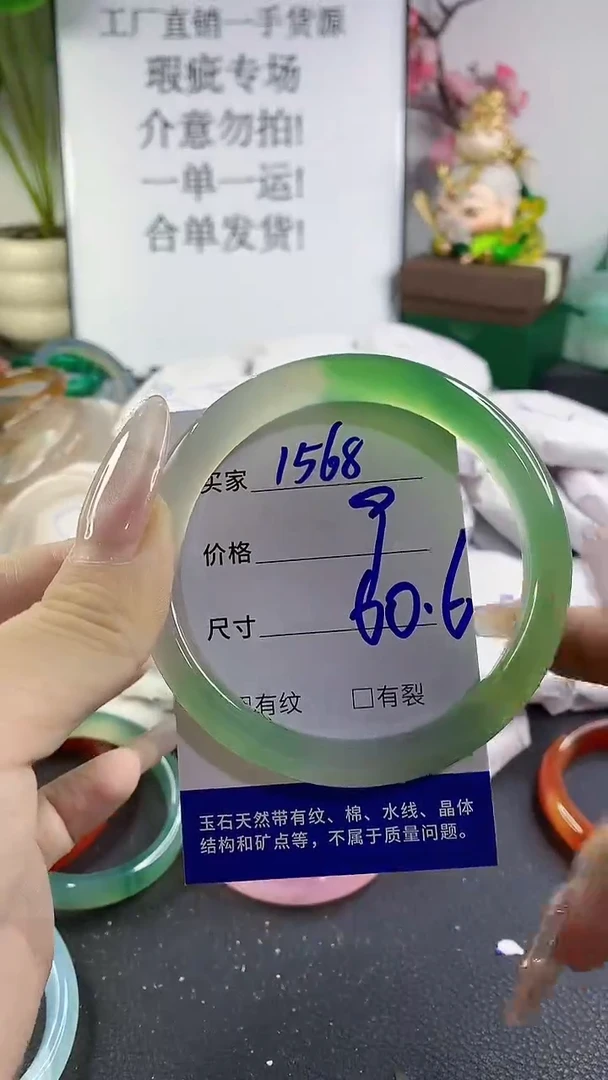 工厂直销一手货源
瑕疵专场
介意勿拍!
一单一运!
合单发货!
买家 1568
价格
尺寸 60.6
有纹 □有裂
玉石天然带有纹、棉、水线、晶体
结构和矿点等，不属于质量问题。